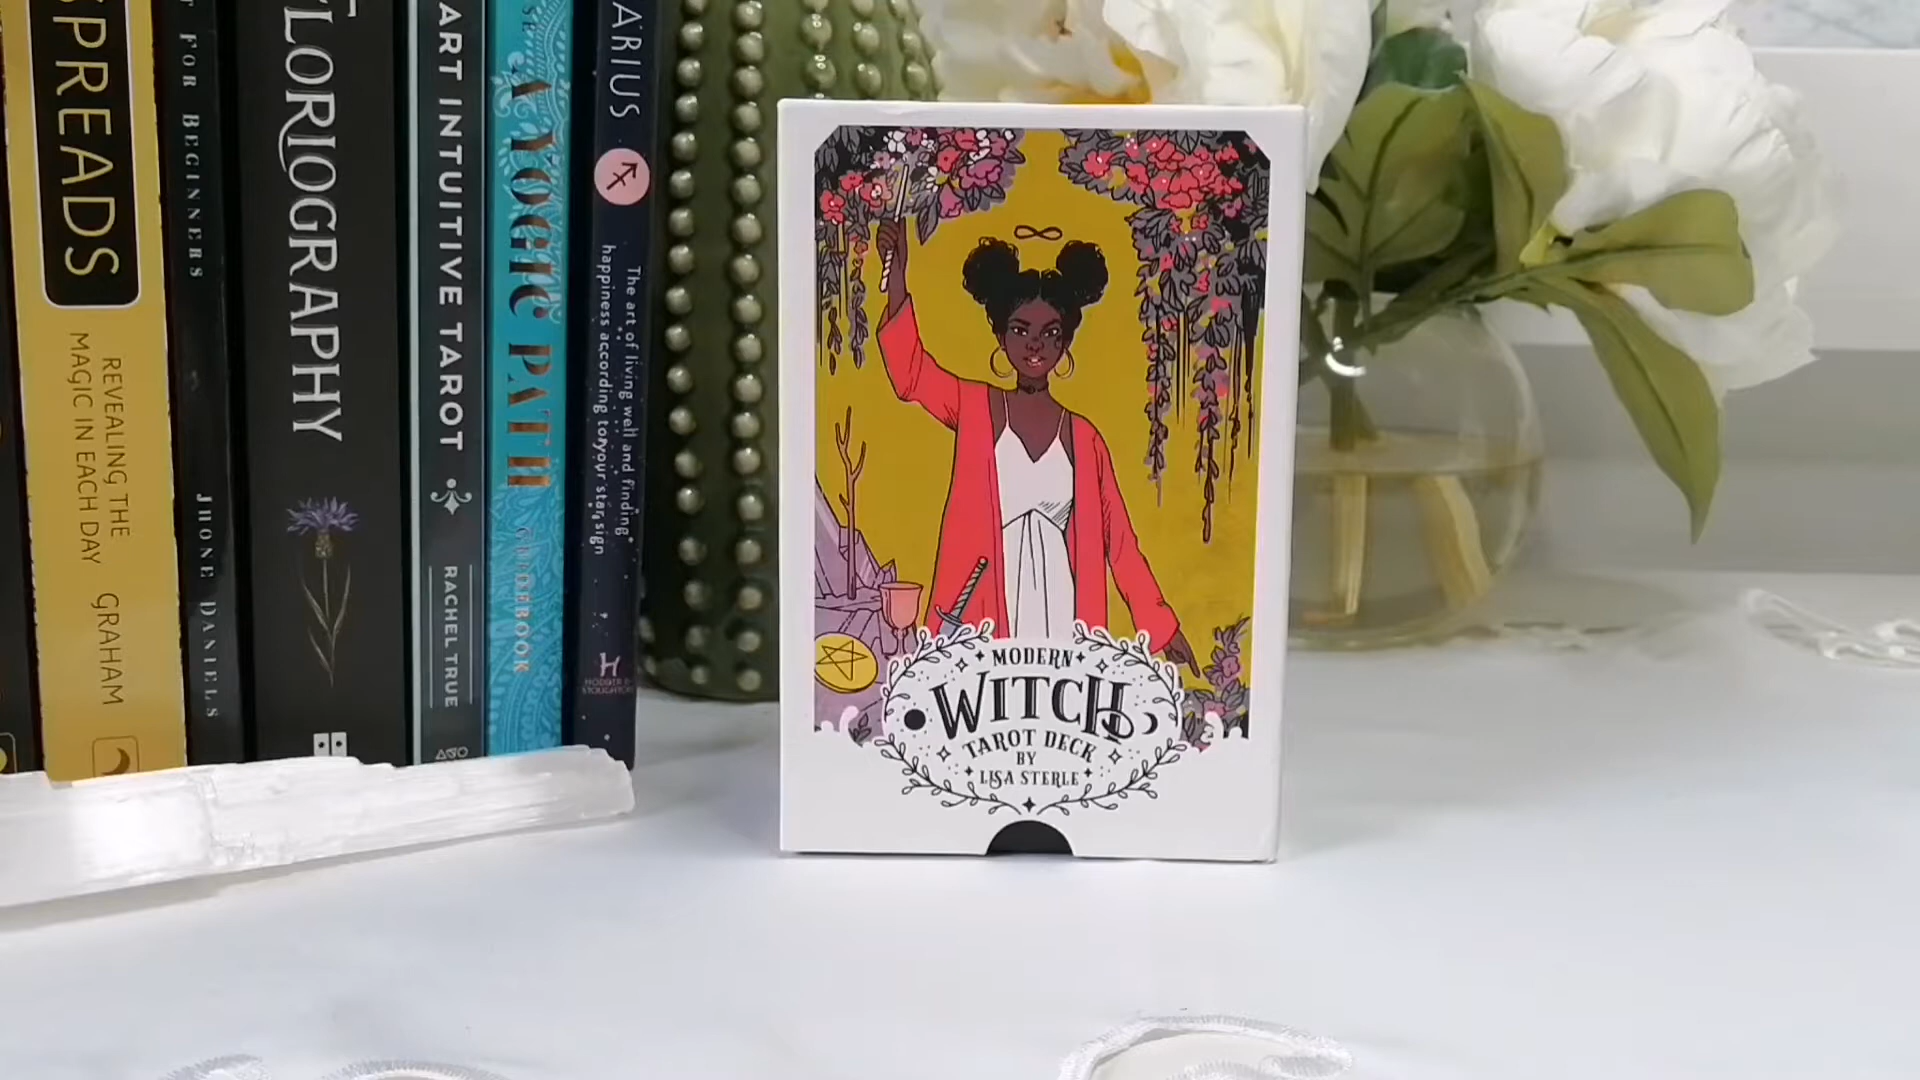 SPREADS
REVEALING THE
MAGIC IN EACH DAY
GRAHAM
FOR BEGINNERS
JHONE DANIELS
FLORIOGRAPHY
ART INTUITIVE TAROT
RACHEL TRUE
A YOGIC PATH
GUIDEBOOK
ARIUS
The art of living well and finding
happiness according to your star sign
H
HODDER &
STOUGHTON
MODERN
WITCH
TAROT DECK
BY
LISA STERLE